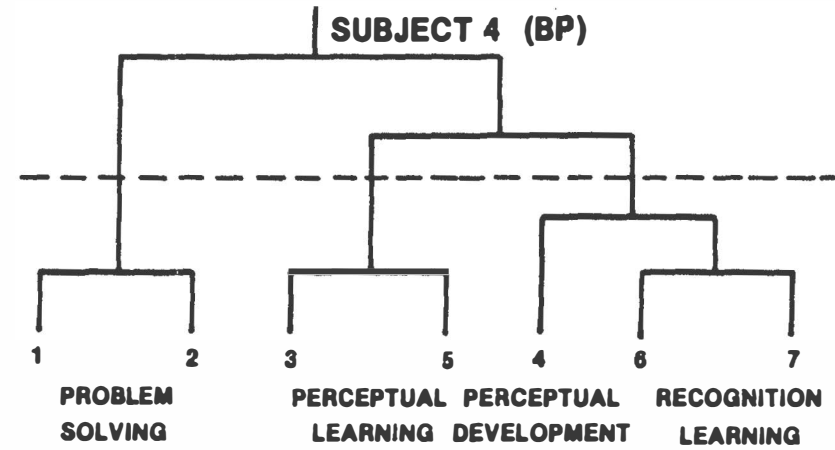 SUBJECT 4 (BP)
1 2 3 5 4 6 7
PROBLEM PERCEPTUAL PERCEPTUAL RECOGNITION
SOLVING LEARNING DEVELOPMENT LEARNING